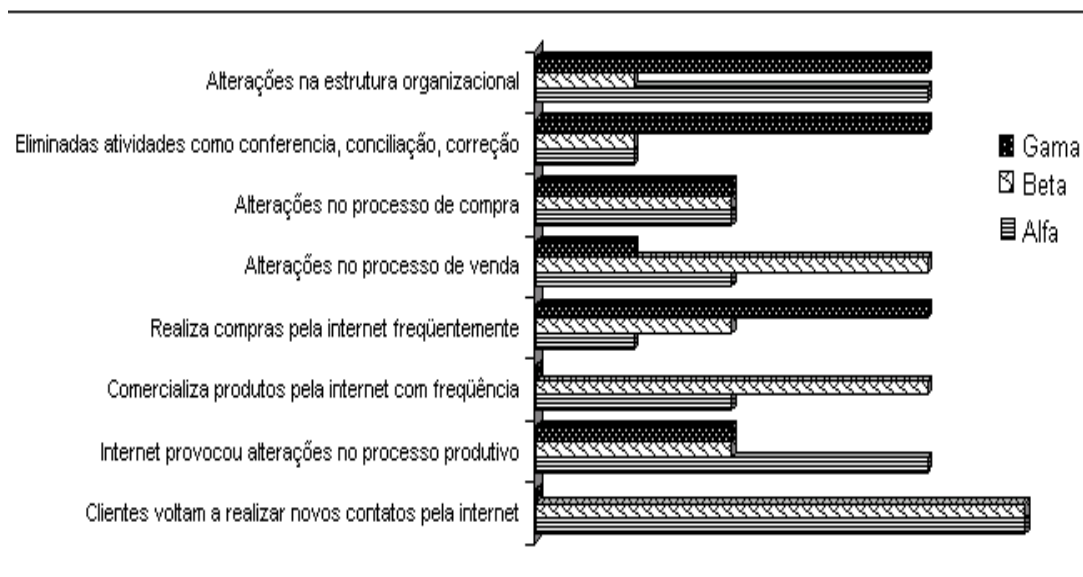 Alterações na estrutura organizacional
Eliminadas atividades como conferencia, conciliação, correção
Alterações no processo de compra
Alterações no processo de venda
Realiza compras pela internet freqüentemente
Comercializa produtos pela internet com freqüência
Internet provocou alterações no processo produtivo
Clientes voltam a realizar novos contatos pela internet
Gama
Beta
Alfa